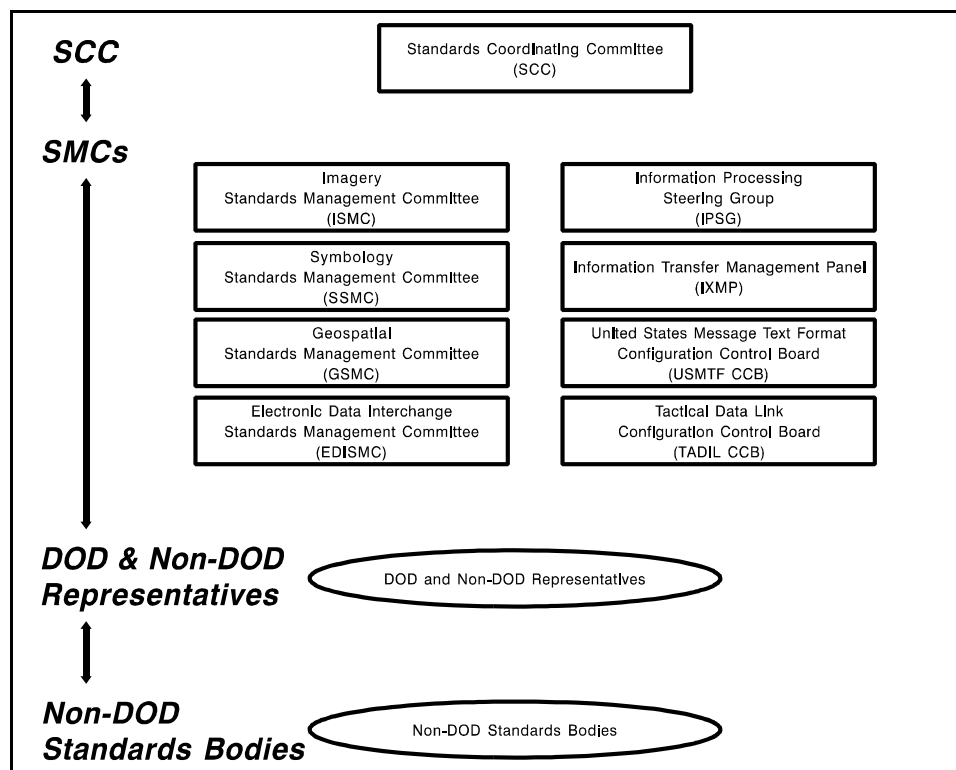 SCC
Standards Coordinating Committee
(SCC)
SMCs
Imagery
Standards Management Committee
(ISMC)
Information Processing
Steering Group
(IPSG)
Symbology
Standards Management Committee
(SSMC)
Information Transfer Management Panel
(IXMP)
Geospatial
Standards Management Committee
(GSMC)
United States Message Text Format
Configuration Control Board
(USMTF CCB)
Electronic Data Interchange
Standards Management Committee
(EDISMC)
Tactical Data Link
Configuration Control Board
(TADIL CCB)
DOD & Non-DOD
Representatives
DOD and Non-DOD Representatives
Non-DOD
Standards Bodies
Non-DOD Standards Bodies